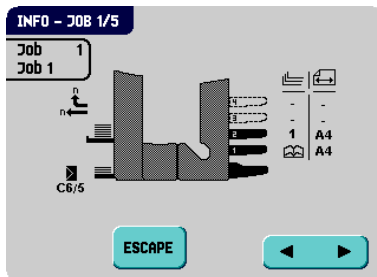 INFO - JOB 1/5
Job 1
Job 1
n
n
4
3
2
1
- -
- -
1 A4
A4
C6/5
ESCAPE